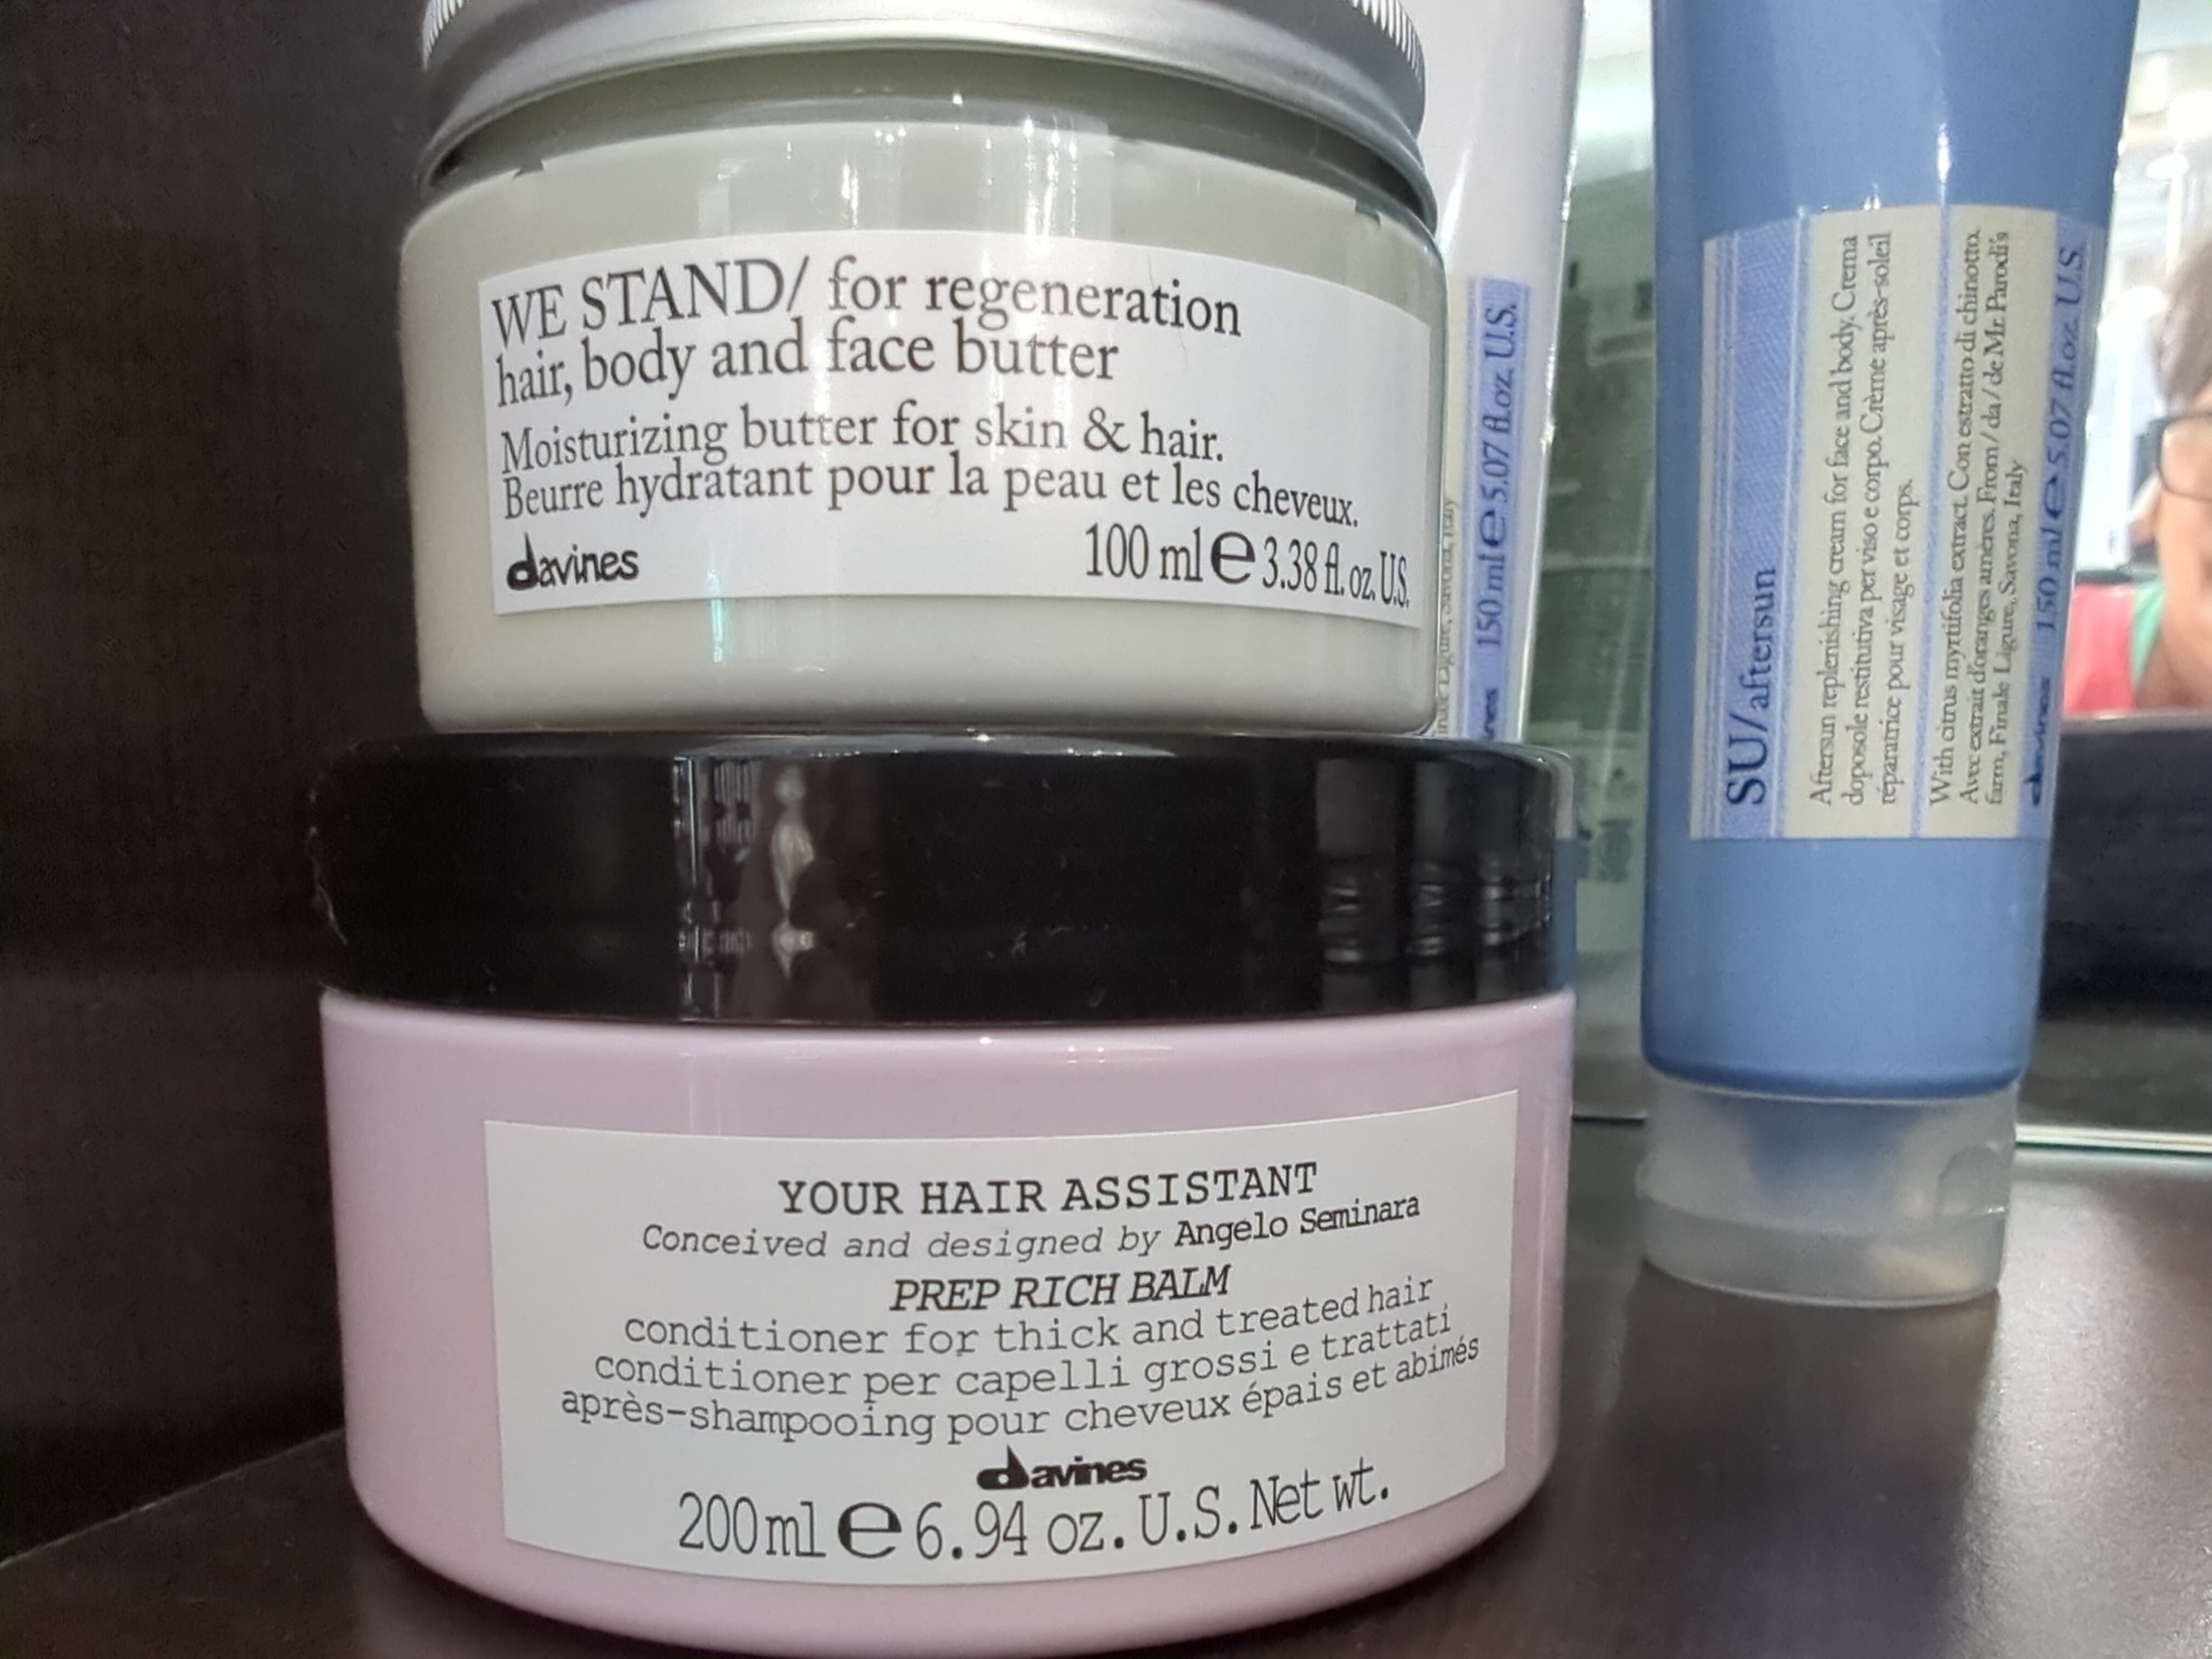 WE STAND/ for regeneration
hair, body and face butter
Moisturizing butter for skin & hair.
Beurre hydratant pour la peau et les cheveux.
davines
100 ml e 3.38 fl. oz. U.S.
YOUR HAIR ASSISTANT
Conceived and designed by Angelo Seminara
PREP RICH BALM
conditioner for thick and treated hair
conditioner per capelli grossi e trattati
après-shampooing pour cheveux épais et abimés
davines
200ml e 6.94 oz. U.S. Net wt.
150 ml e 5.07 fl.oz. U.S.
SU/aftersun
Aftersun replenishing cream for face and body. Crema
doposole restitutiva per viso e corpo. Crème après-soleil
réparatrice pour visage et corps.
With citrus myrtifolia extract. Con estratto di chinotto.
Avec extrait d'oranges amères. From / da / de Mr. Parodi's
farm, Finale Ligure, Savona, Italy
davines 150 ml e 5.07 fl.oz. U.S.